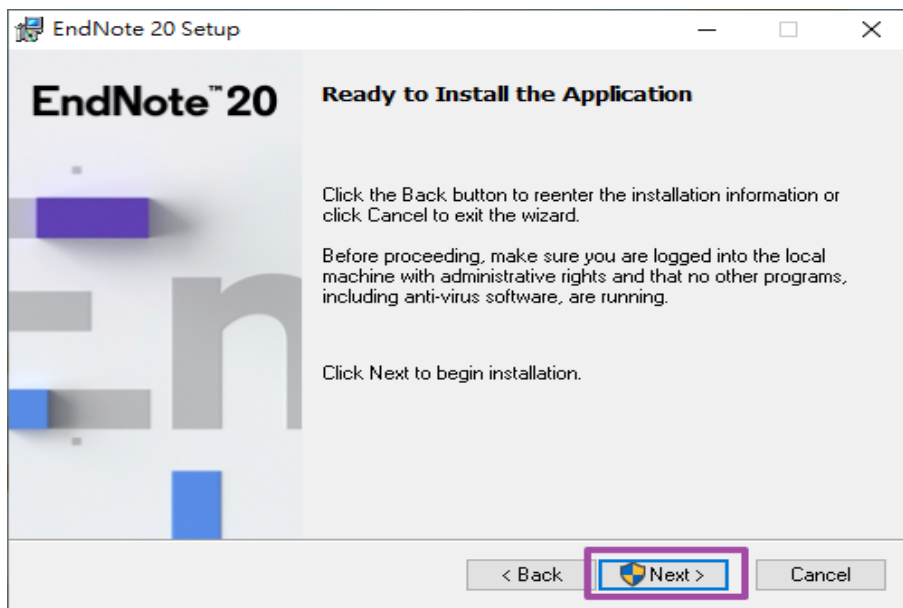 EndNote 20 Setup
EndNote™20
Ready to Install the Application
Click the Back button to reenter the installation information or
click Cancel to exit the wizard.
Before proceeding, make sure you are logged into the local
machine with administrative rights and that no other programs,
including anti-virus software, are running.
Click Next to begin installation.
En
< Back
Next >
Cancel